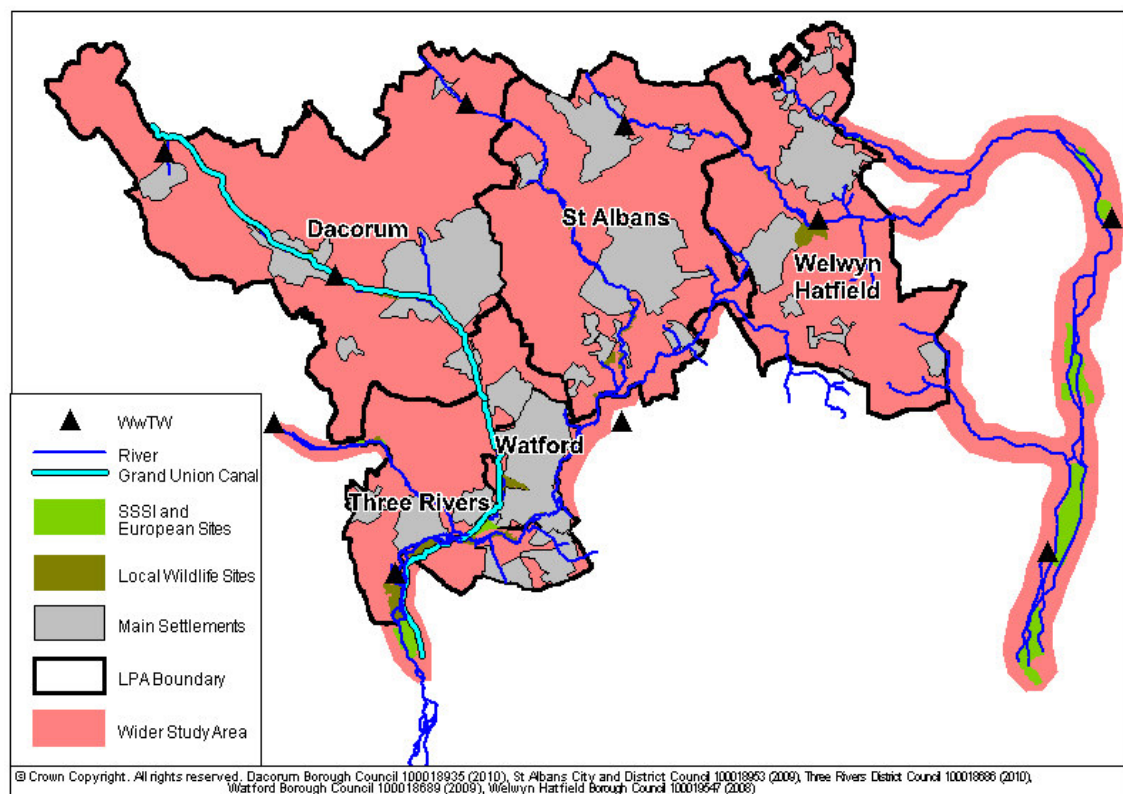 Dacorum
St Albans
Welwyn
Hatfield
Watford
Three Rivers
WwTW
River
Grand Union Canal
SSSI and
European Sites
Local Wildlife Sites
Main Settlements
LPA Boundary
Wider Study Area
© Crown Copyright. All rights reserved. Dacorum Borough Council 100018935 (2010), St Albans City and District Council 100018953 (2009), Three Rivers District Council 100018686 (2010),
Watford Borough Council 100018689 (2009), Welwyn Hatfield Borough Council 100019547 (2008)